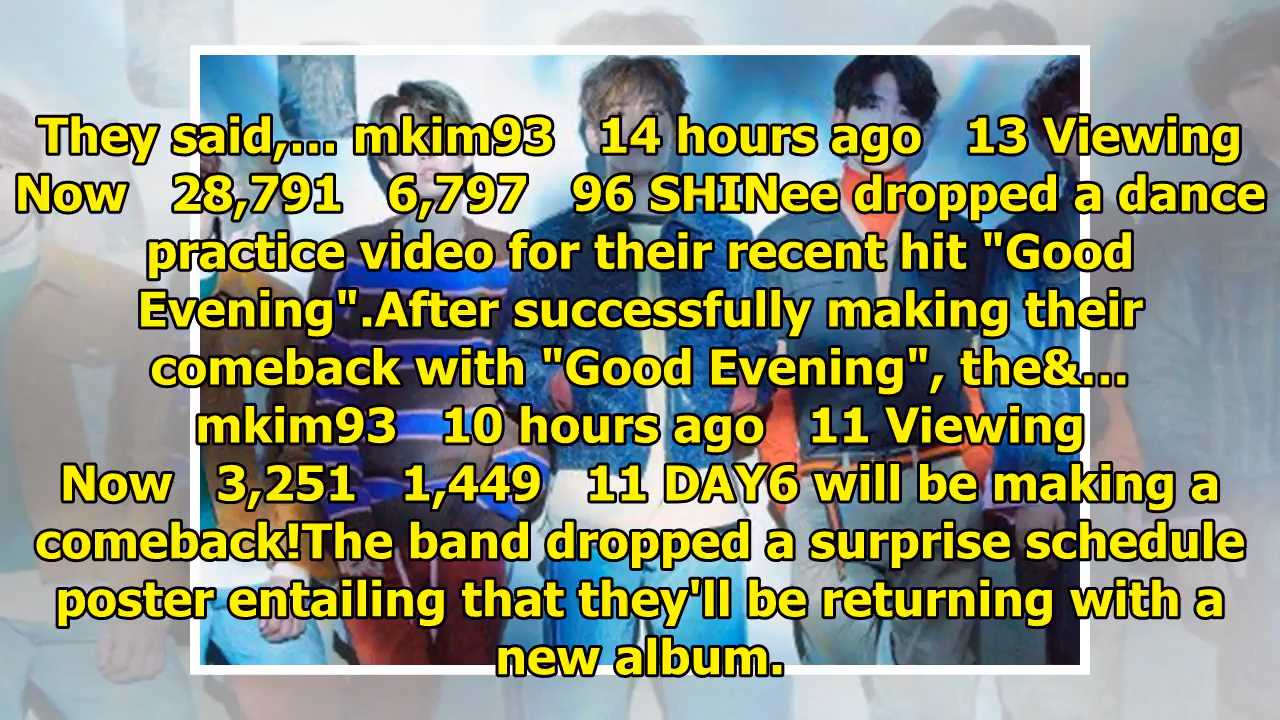 They said,... mkim93   14 hours ago   13 Viewing
Now   28,791   6,797   96 SHINee dropped a dance
practice video for their recent hit "Good
Evening".After successfully making their
comeback with "Good Evening", the&...
mkim93   10 hours ago   11 Viewing
Now   3,251   1,449   11 DAY6 will be making a
comeback!The band dropped a surprise schedule
poster entailing that they'll be returning with a
new album.